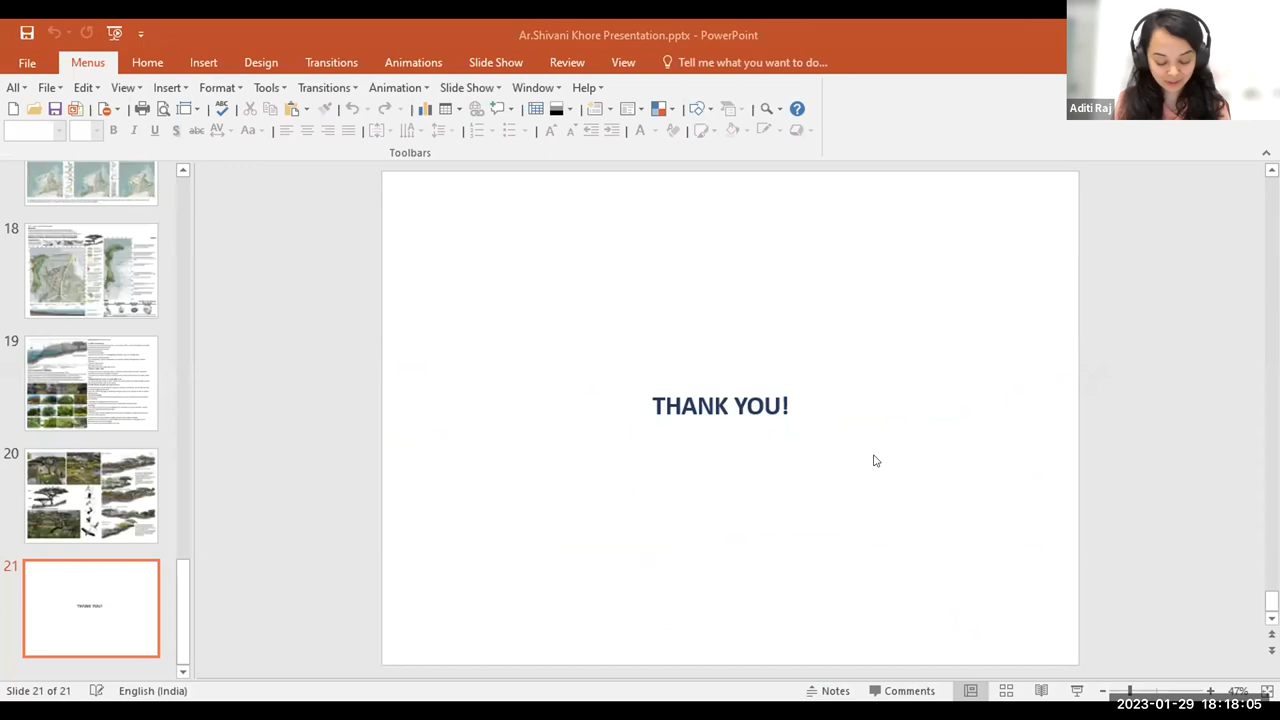 Ar.Shivani Khore Presentation.pptx - PowerPoint
File Menus Home Insert Design Transitions Animations Slide Show Review View Tell me what you want to do...
Aditi Raj
All File Edit View Insert Format Tools Transitions Animation Slide Show Window Help
Toolbars
18
19
20
21
THANK YOU!
THANK YOU!
Slide 21 of 21 English (India) Notes Comments 47%
2023-01-29 18:18:05